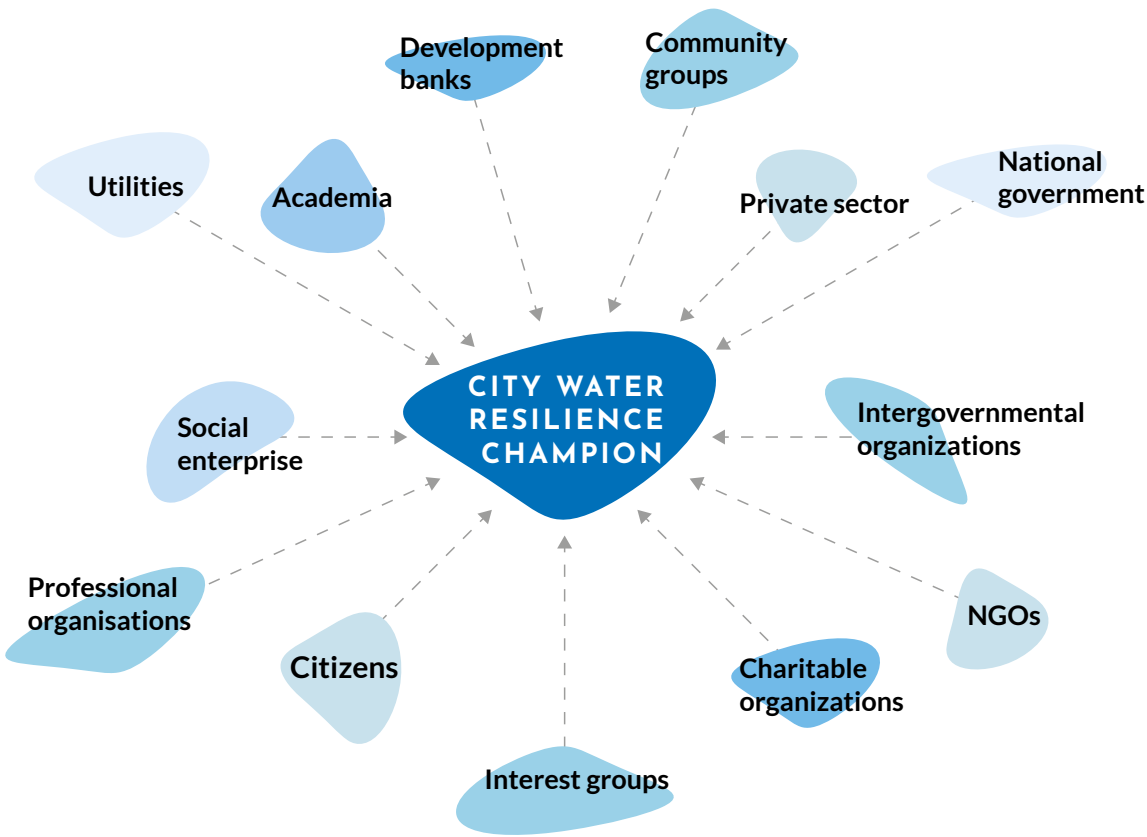 Development
banks
Community
groups
Utilities
Academia
Private sector
National
government
CITY WATER
RESILIENCE
CHAMPION
Social
enterprise
Intergovernmental
organizations
Professional
organisations
Citizens
NGOs
Charitable
organizations
Interest groups